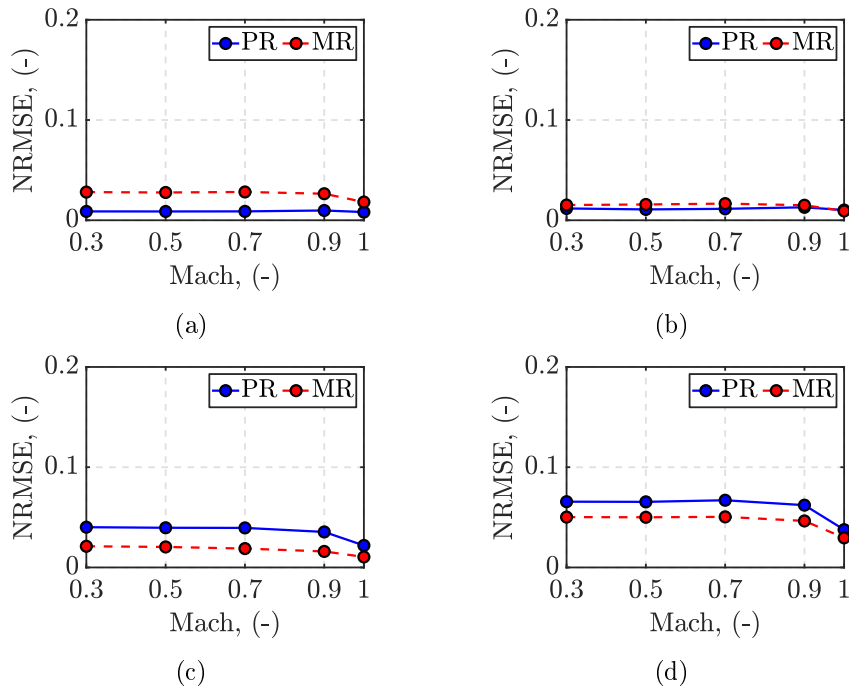 0.2
PR MR
0.1
0
NRMSE, (-)
0.3 0.5 0.7 0.9 1
Mach, (-)
(a)
0.2
PR MR
0.1
0
NRMSE, (-)
0.3 0.5 0.7 0.9 1
Mach, (-)
(b)
0.2
PR MR
0.1
0
NRMSE, (-)
0.3 0.5 0.7 0.9 1
Mach, (-)
(c)
0.2
PR MR
0.1
0
NRMSE, (-)
0.3 0.5 0.7 0.9 1
Mach, (-)
(d)